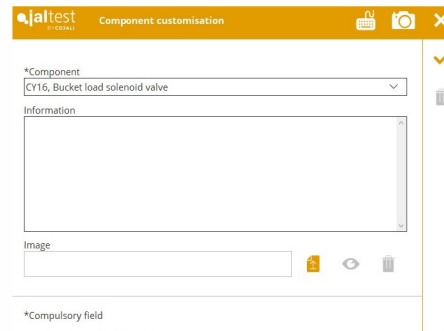 jaltest
BY COJALI
Component customisation
*Component
CY16, Bucket load solenoid valve
Information
Image
*Compulsory field